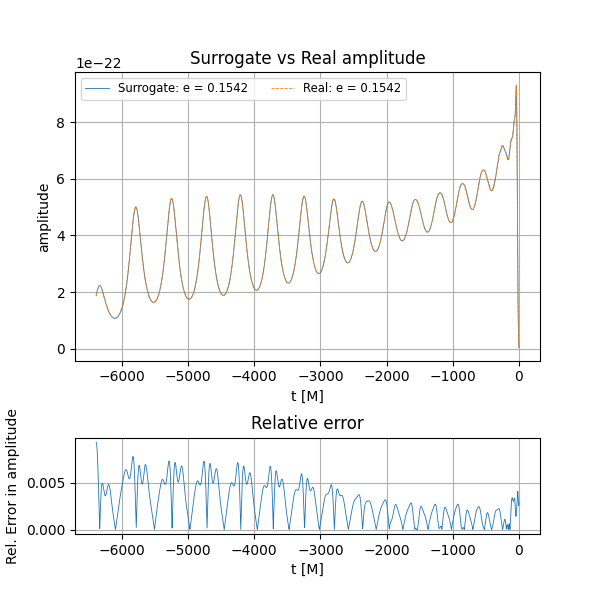 Surrogate vs Real amplitude
1e−22
Surrogate: e = 0.1542
Real: e = 0.1542
8
6
4
2
0
amplitude
−6000 −5000 −4000 −3000 −2000 −1000 0
t [M]
Relative error
0.005
0.000
Rel. Error in amplitude
−6000 −5000 −4000 −3000 −2000 −1000 0
t [M]